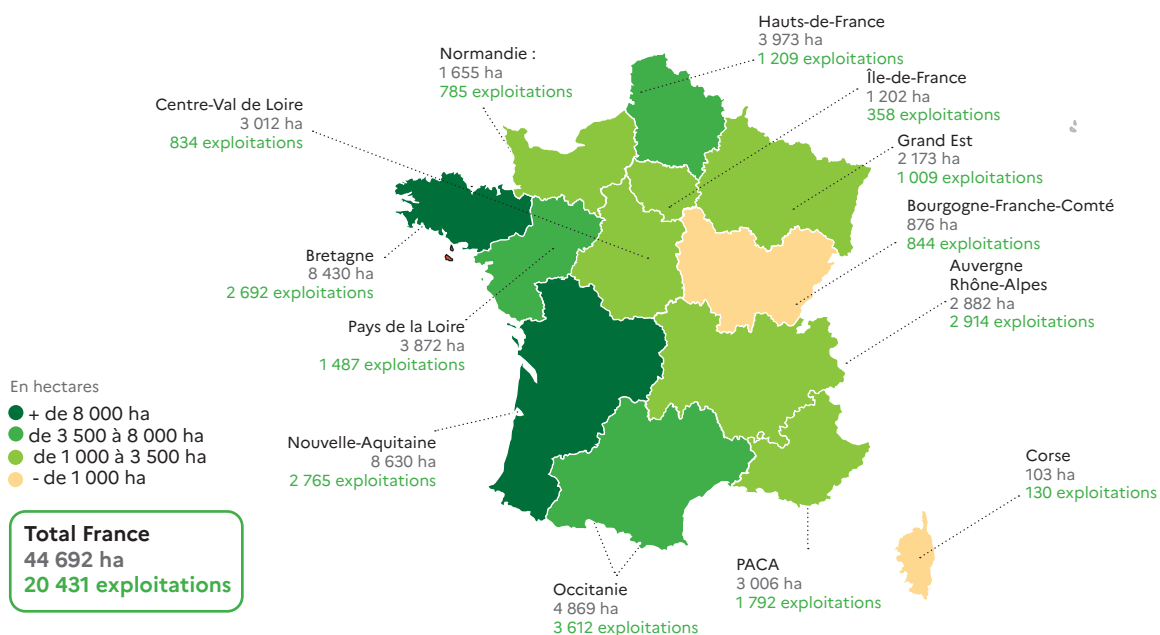 Hauts-de-France
3 973 ha
1 209 exploitations
Normandie :
1 655 ha
785 exploitations
Île-de-France
1 202 ha
358 exploitations
Centre-Val de Loire
3 012 ha
834 exploitations
Grand Est
2 173 ha
1 009 exploitations
Bourgogne-Franche-Comté
876 ha
844 exploitations
Bretagne
8 430 ha
2 692 exploitations
Auvergne
Rhône-Alpes
2 882 ha
2 914 exploitations
Pays de la Loire
3 872 ha
1 487 exploitations
En hectares
+ de 8 000 ha
de 3 500 à 8 000 ha
de 1 000 à 3 500 ha
- de 1 000 ha
Nouvelle-Aquitaine
8 630 ha
2 765 exploitations
Corse
103 ha
130 exploitations
Total France
44 692 ha
20 431 exploitations
PACA
3 006 ha
1 792 exploitations
Occitanie
4 869 ha
3 612 exploitations